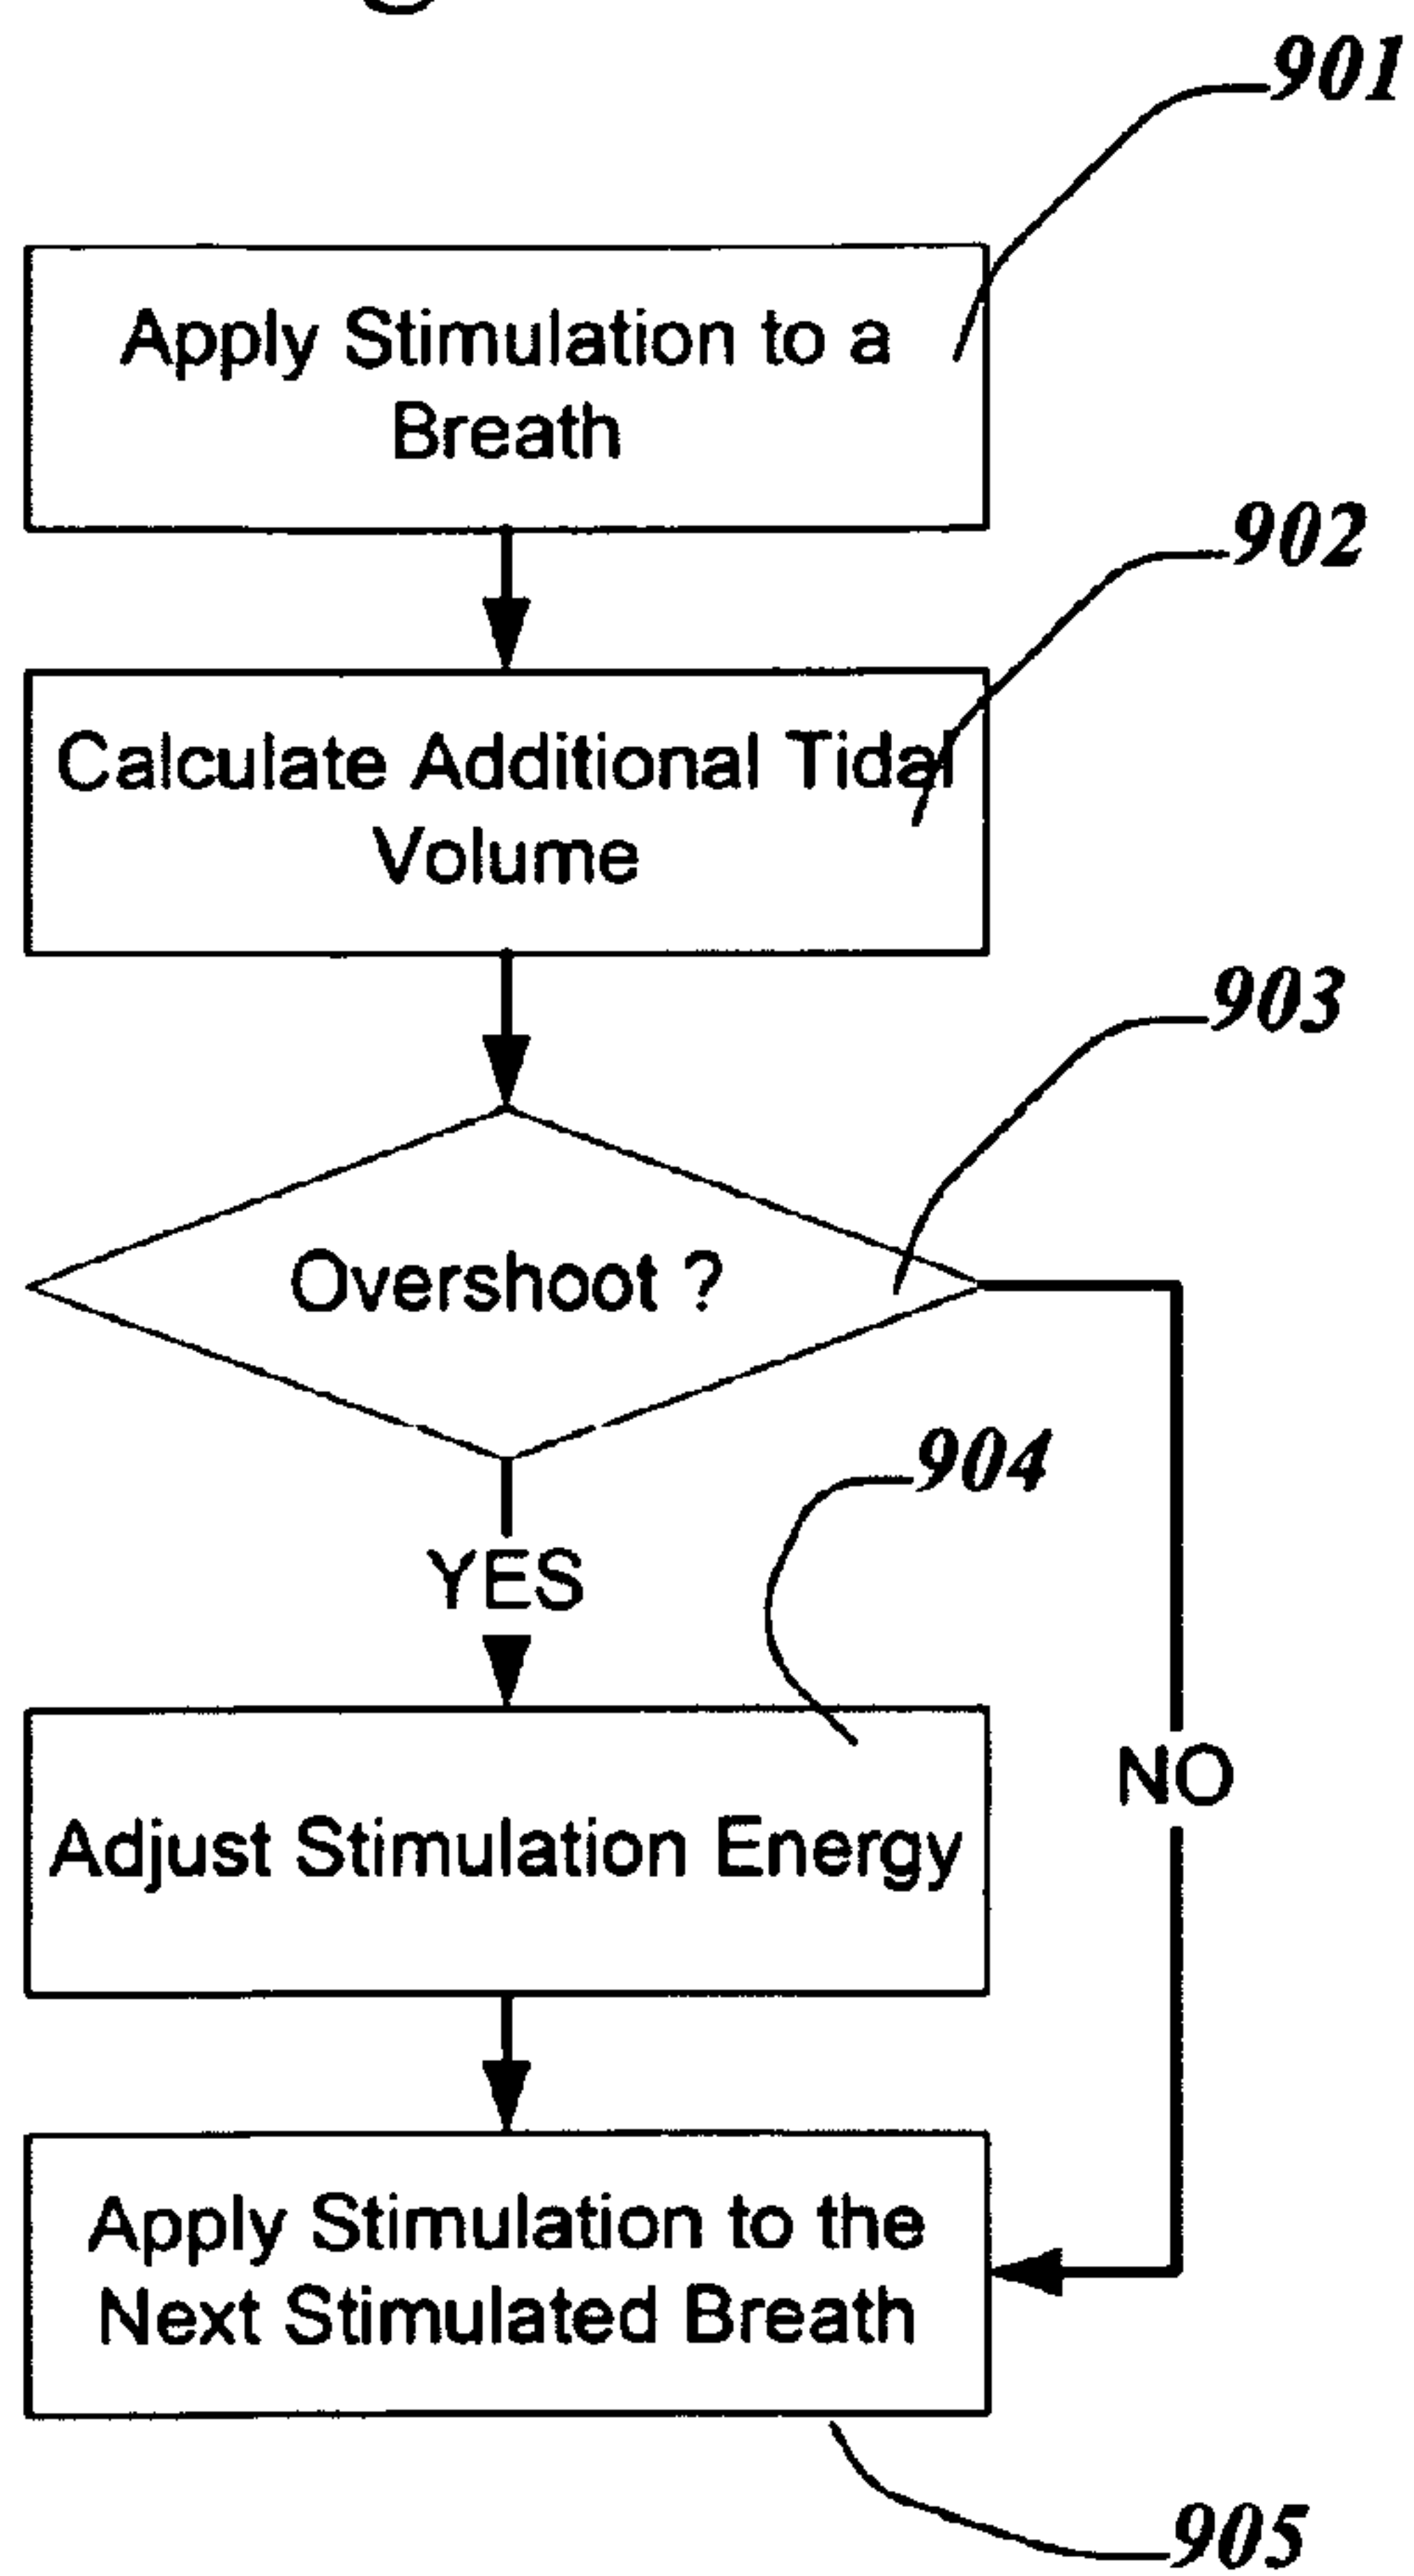 901
Apply Stimulation to a
Breath
902
Calculate Additional Tidal
Volume
903
Overshoot ?
904
YES
NO
Adjust Stimulation Energy
Apply Stimulation to the
Next Stimulated Breath
905